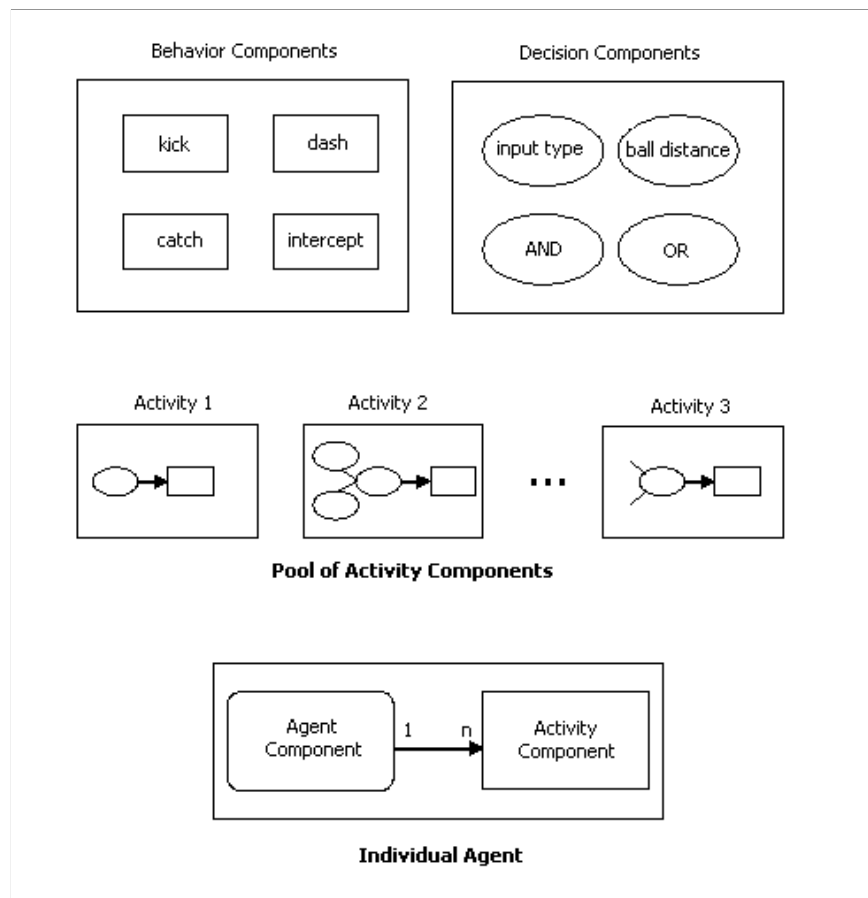 Behavior Components
Decision Components
kick
dash
input type
ball distance
catch
intercept
AND
OR
Activity 1
Activity 2
Activity 3
...
Pool of Activity Components
Agent
Component
1
n
Activity
Component
Individual Agent